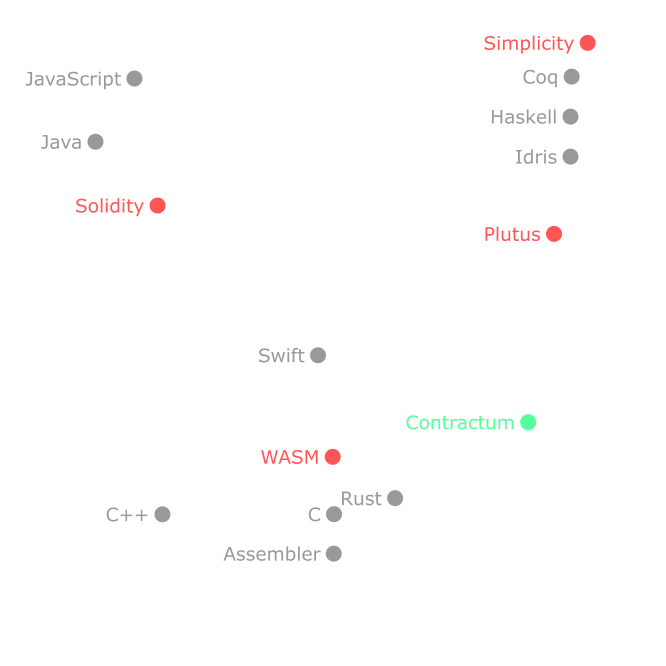 Simplicity
JavaScript
Coq
Haskell
Java
Idris
Solidity
Plutus
Swift
Contractum
WASM
Rust
C++
C
Assembler